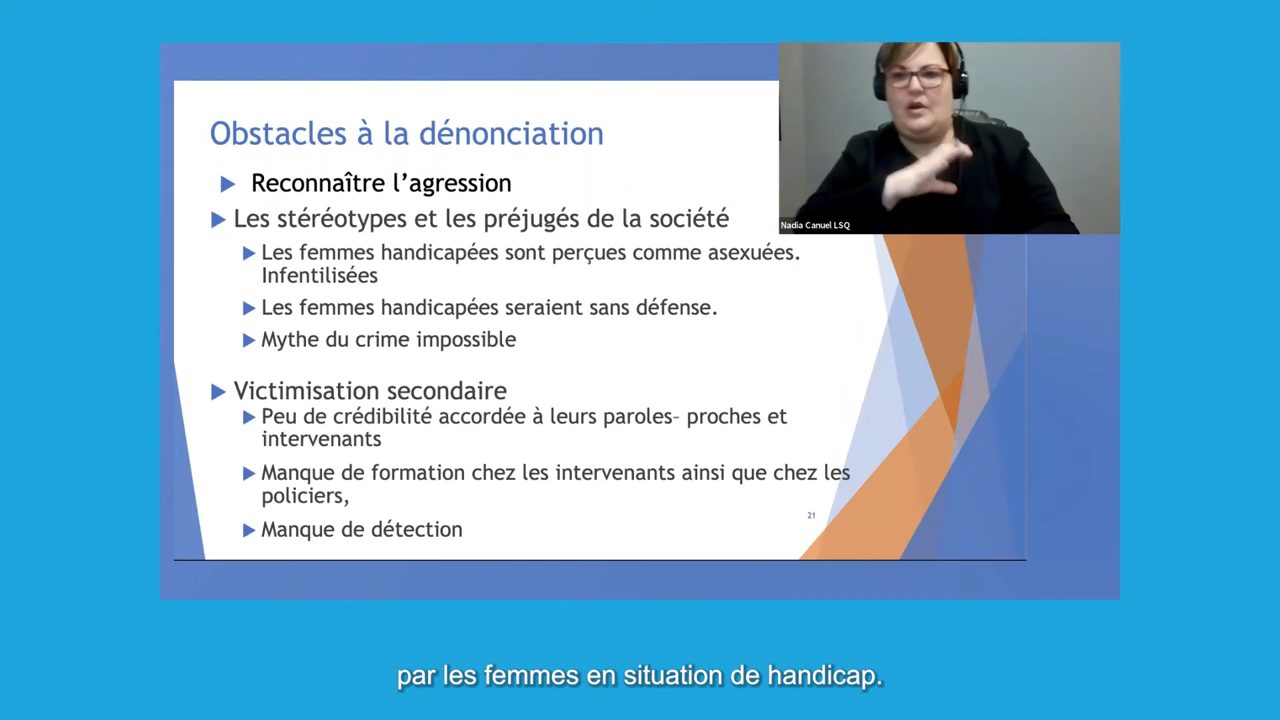 Obstacles à la dénonciation
Reconnaître l’agression
Les stéréotypes et les préjugés de la société
Nadia Canuel LSQ
Les femmes handicapées sont perçues comme asexuées.
Infentilisées
Les femmes handicapées seraient sans défense.
Mythe du crime impossible
Victimisation secondaire
Peu de crédibilité accordée à leurs paroles– proches et
intervenants
Manque de formation chez les intervenants ainsi que chez les
policiers,
21
Manque de détection
par les femmes en situation de handicap.